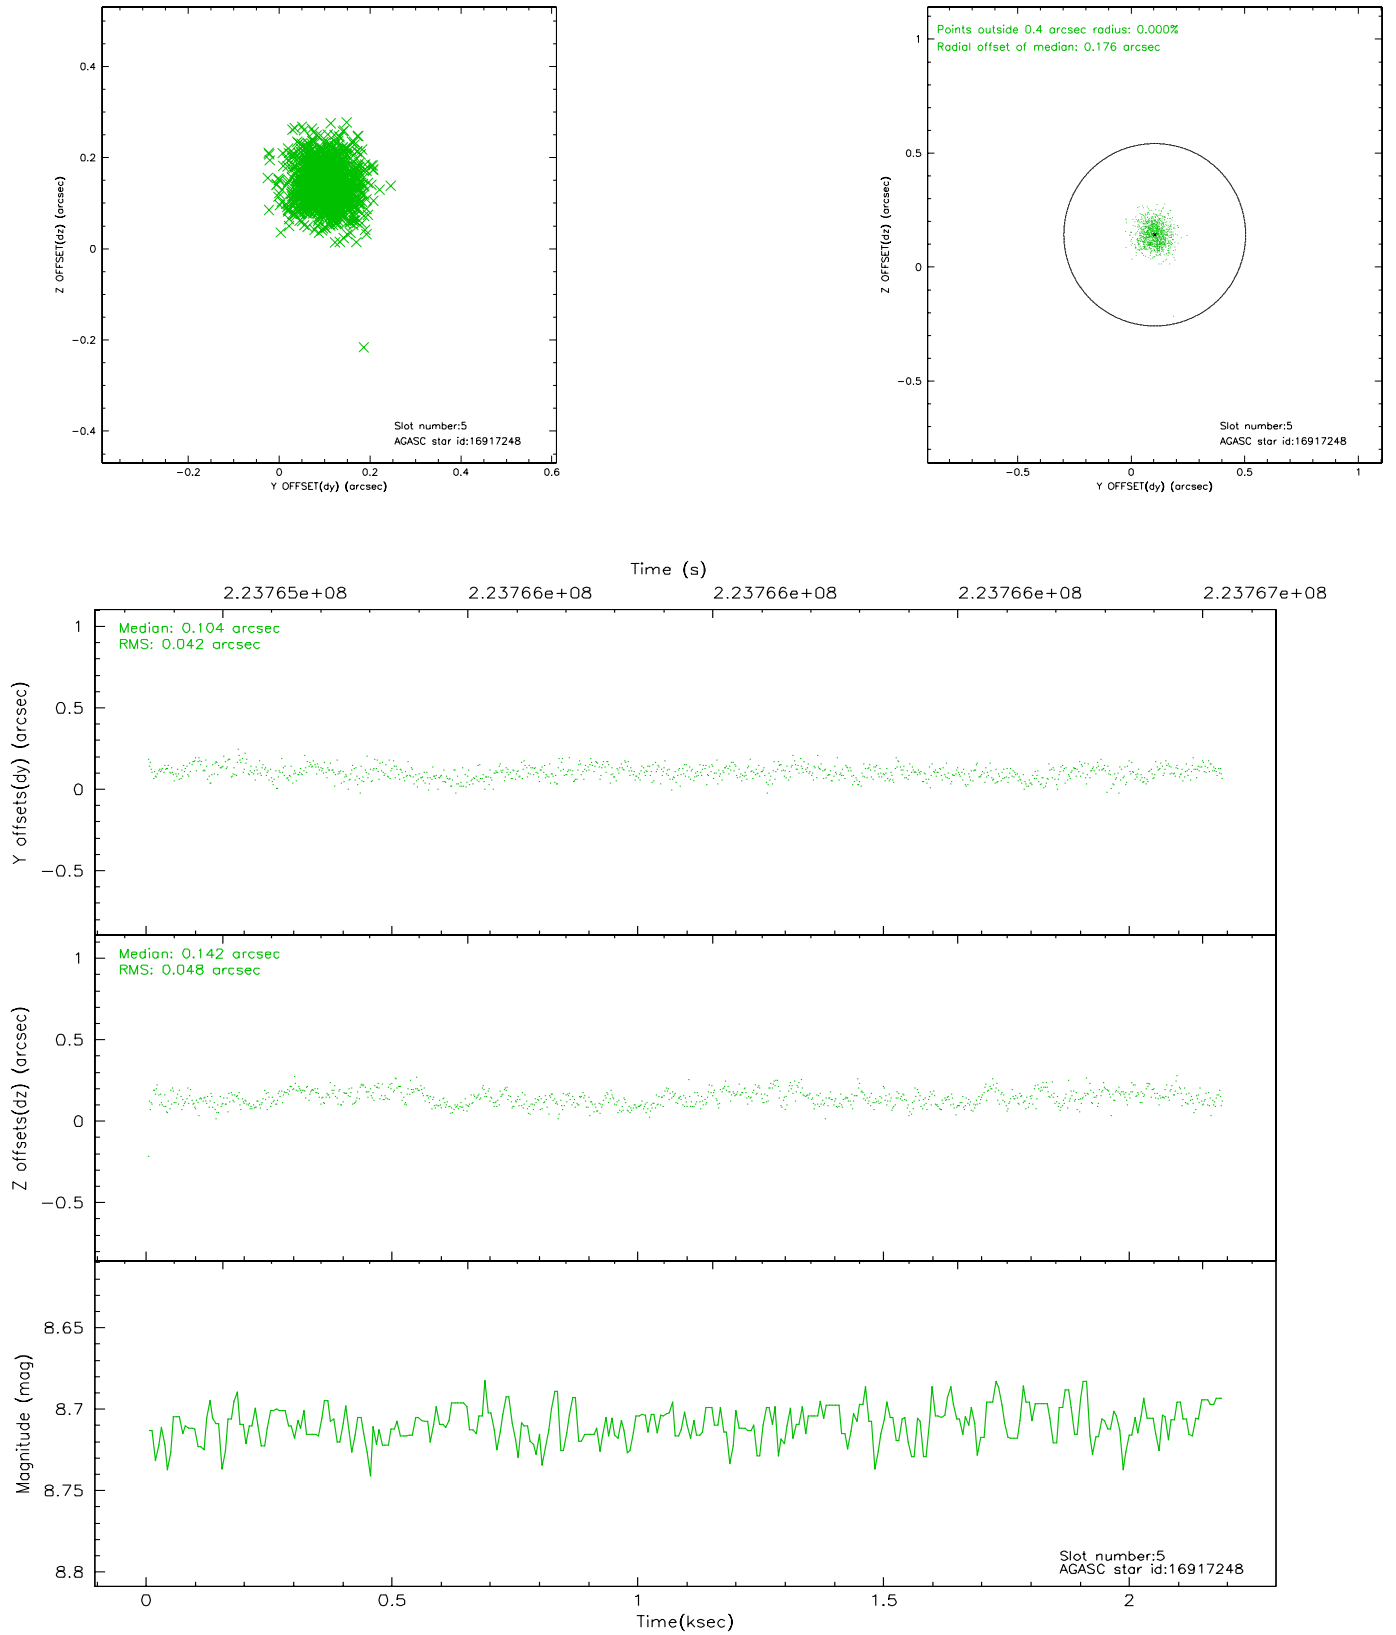 0.4
0.2
0
−0.2
−0.4
Z OFFSET(dz) (arcsec)
Slot number:5
AGASC star id:16917248
−0.2 0 0.2 0.4 0.6
Y OFFSET(dy) (arcsec)
Points outside 0.4 arcsec radius: 0.000%
Radial offset of median: 0.176 arcsec
1
0.5
0
−0.5
Z OFFSET(dz) (arcsec)
Slot number:5
AGASC star id:16917248
−0.5 0 0.5 1
Y OFFSET(dy) (arcsec)
Time (s)
2.23765e+08 2.23766e+08 2.23766e+08 2.23766e+08 2.23767e+08
Median: 0.104 arcsec
RMS: 0.042 arcsec
1
0.5
0
−0.5
Y offsets(dy) (arcsec)
Median: 0.142 arcsec
RMS: 0.048 arcsec
1
0.5
0
−0.5
Z offsets(dz) (arcsec)
8.65
8.7
8.75
8.8
Magnitude (mag)
Slot number:5
AGASC star id:16917248
0 0.5 1 1.5 2
Time(ksec)